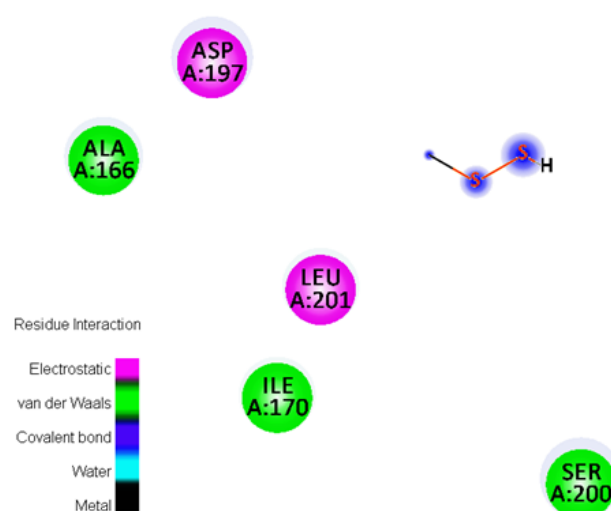 ASP
A:197
ALA
A:166
S
S
H
LEU
A:201
Residue Interaction
Electrostatic
van der Waals
Covalent bond
Water
Metal
ILE
A:170
SER
A:200